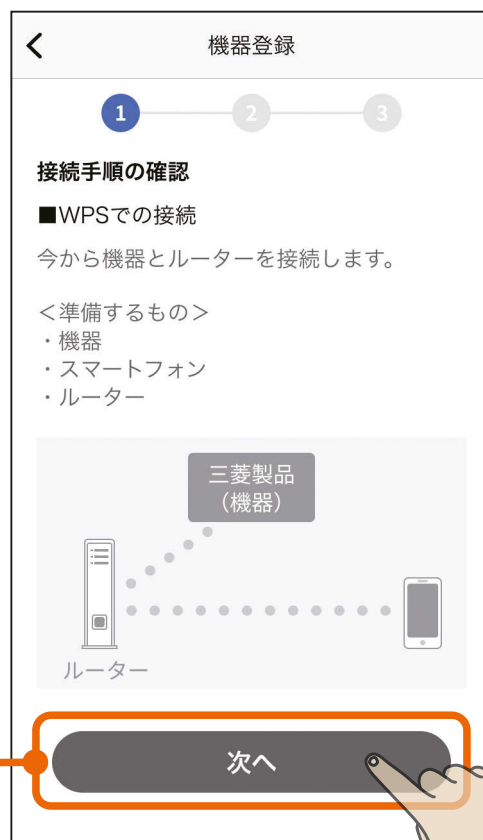 機器登録
1 2 3
接続手順の確認
■WPSでの接続
今から機器とルーターを接続します。
＜準備するもの＞
・機器
・スマートフォン
・ルーター
三菱製品
（機器）
ルーター
次へ